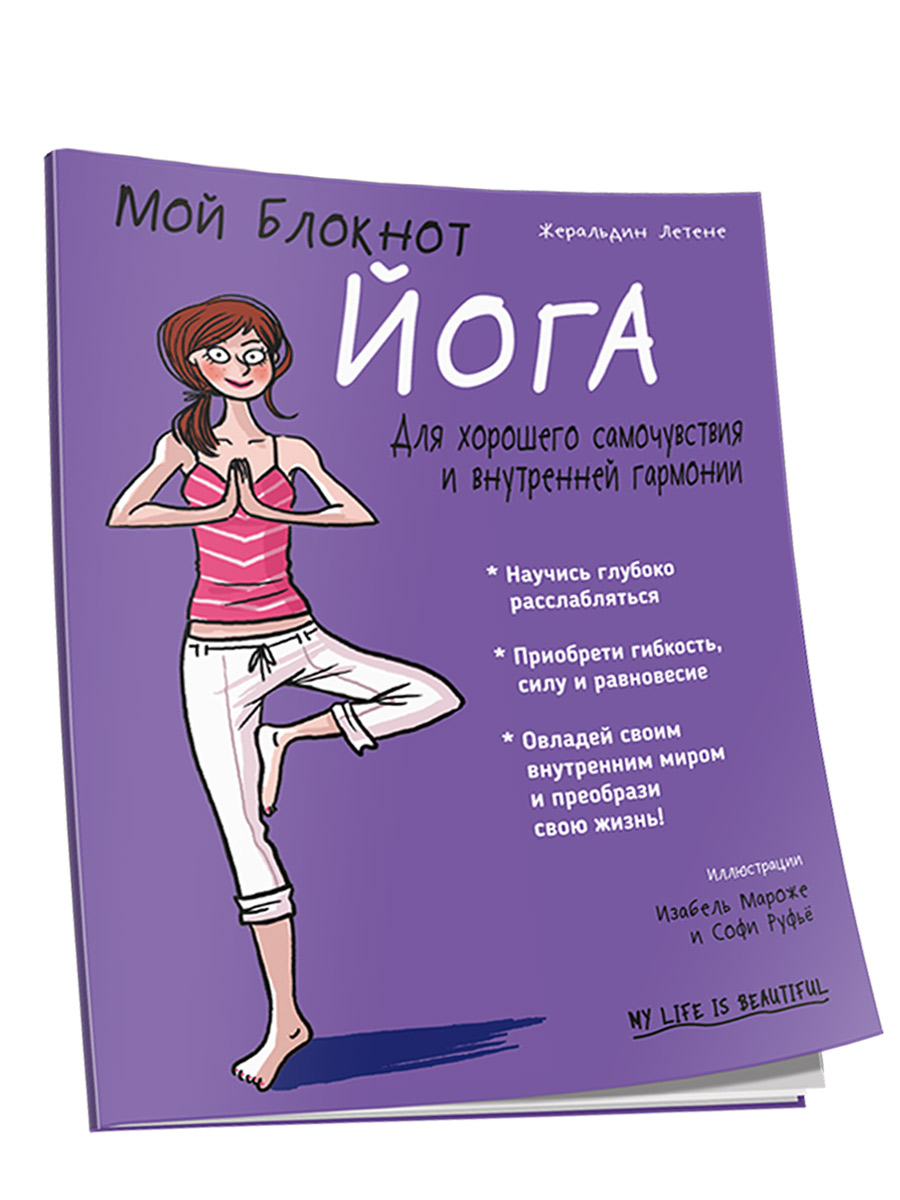 Мой Блокнот
Жеральдин Летене
Йога
Для хорошего самочувствия
и внутренней гармонии
* Научись глубоко
расслабляться
* Приобрети гибкость,
силу и равновесие
* Овладей своим
внутренним миром
и преобрази
свою жизнь!
Иллюстрации
Изабель Мароже
и Софи Руфьё
MY LIFE IS BEAUTIFUL